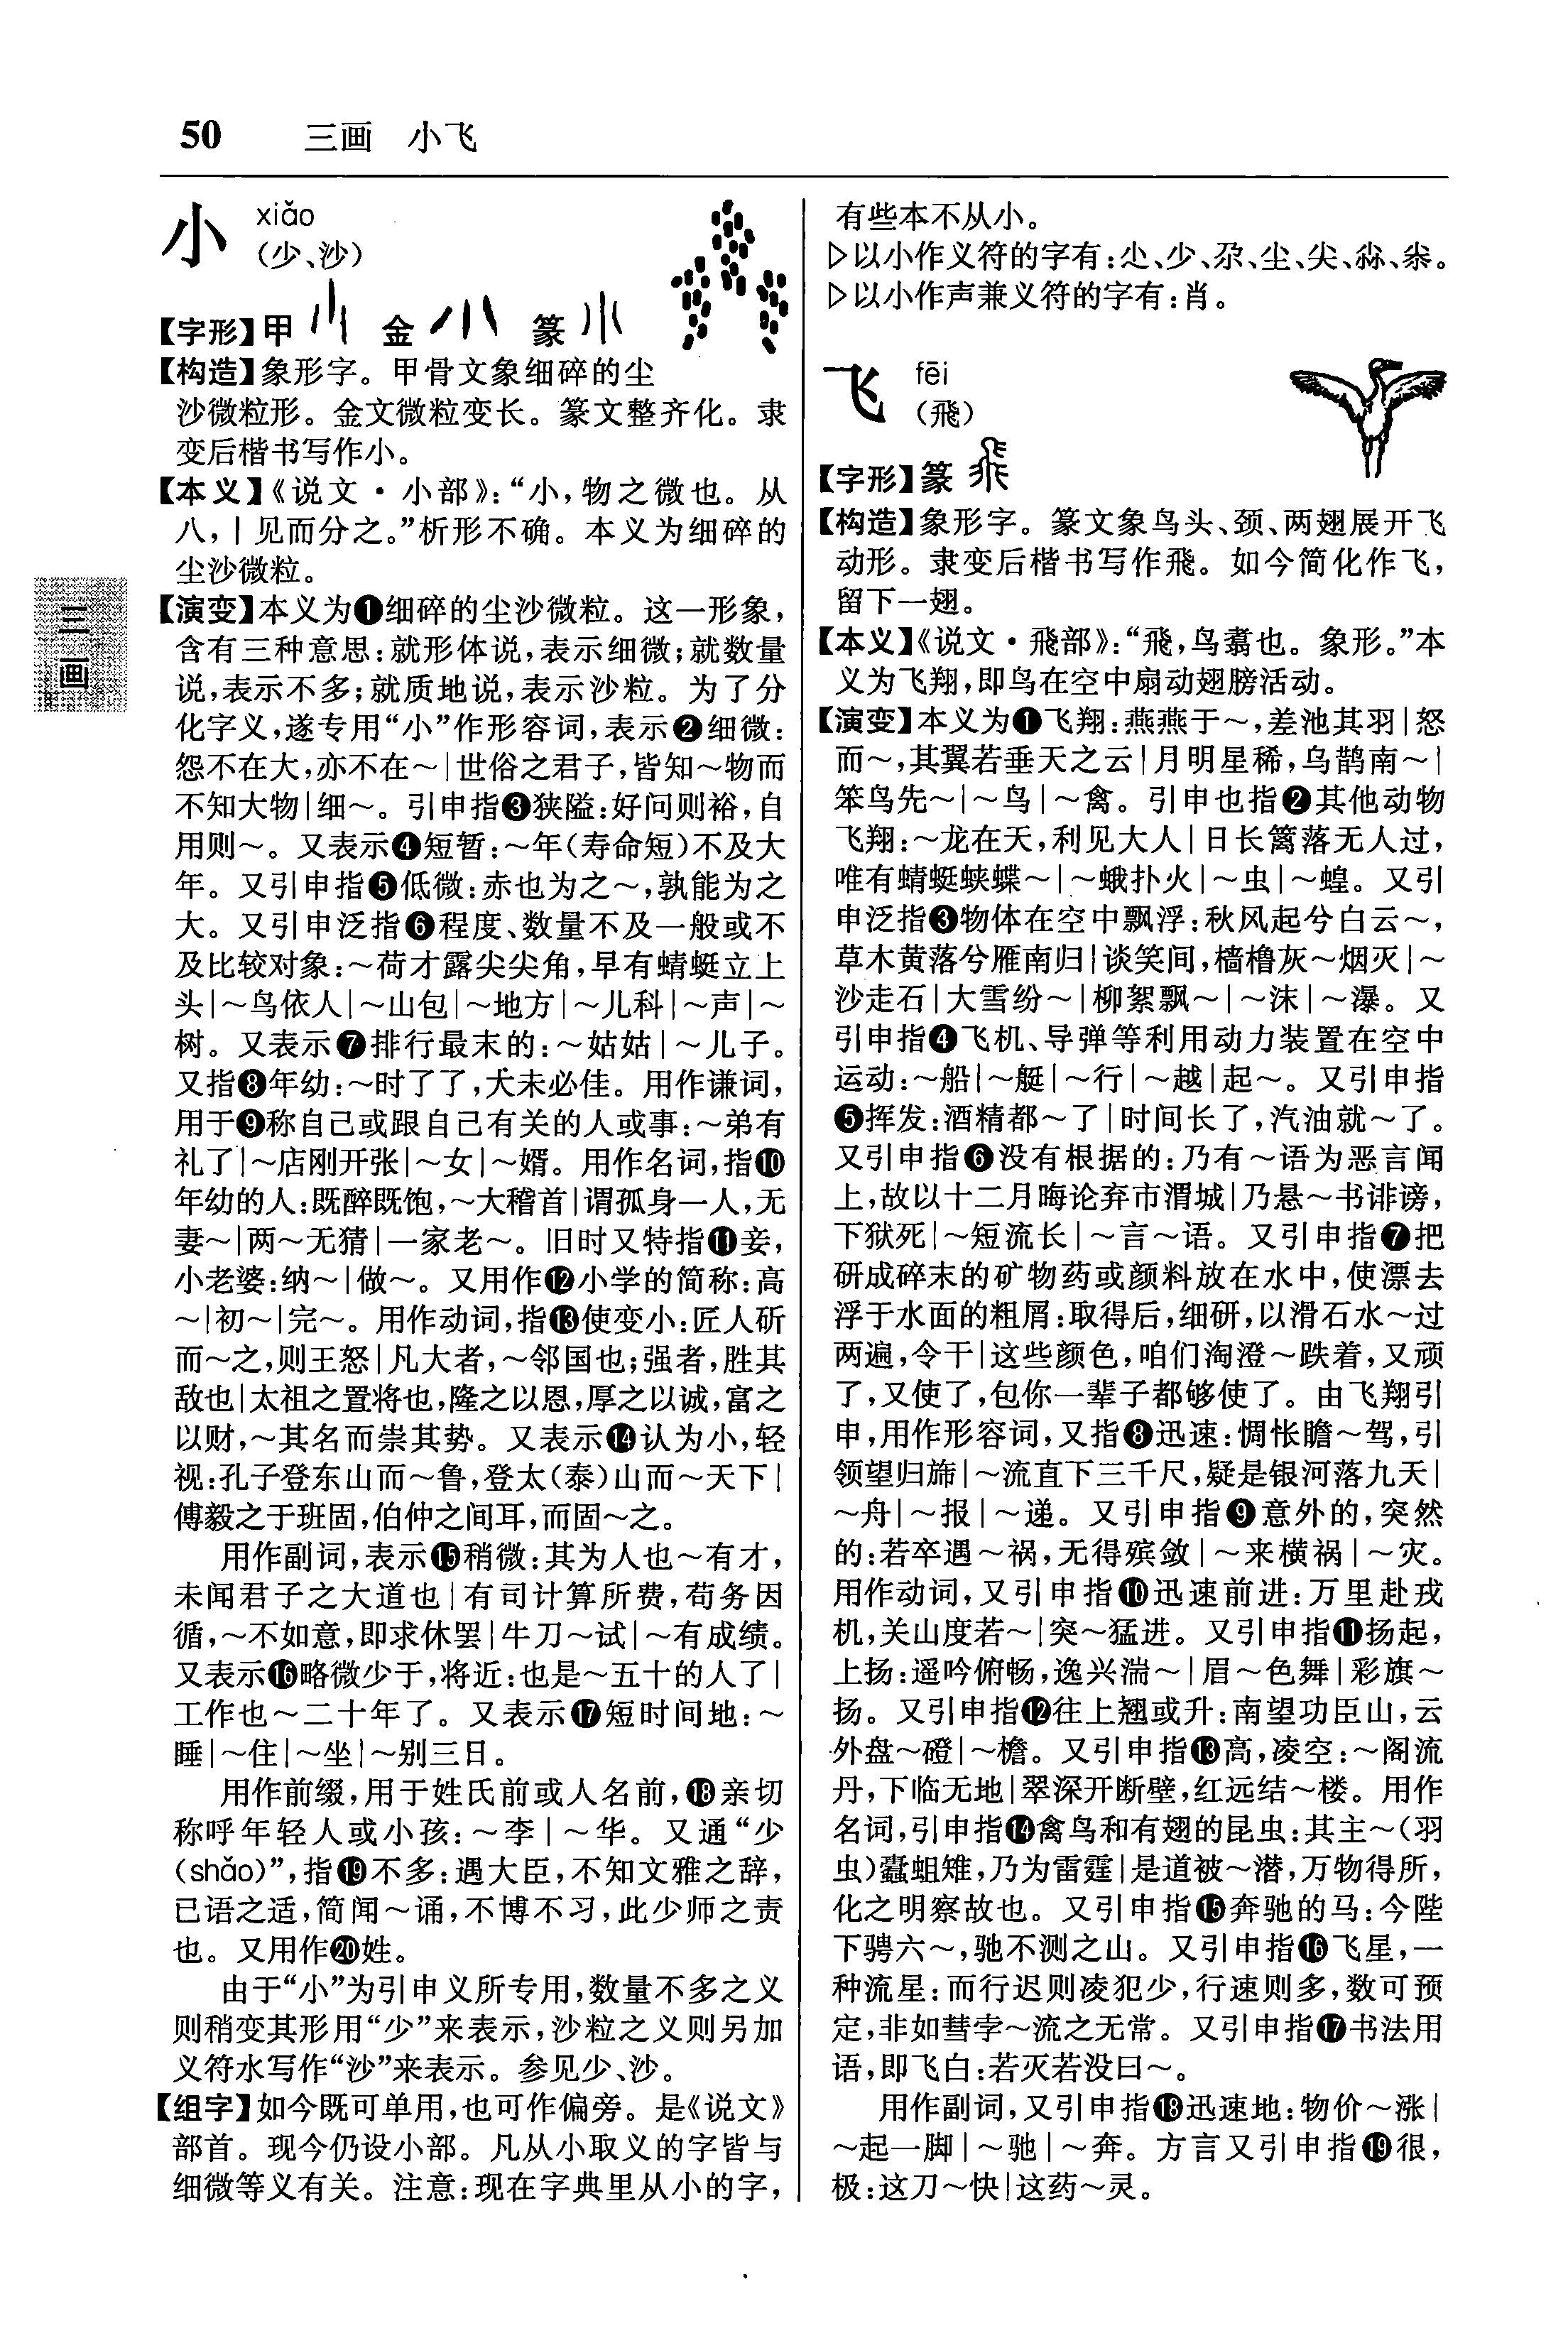 50 三画 小飞
小 xiǎo
(少、沙)
【字形】甲 金 篆
【构造】象形字。甲骨文象细碎的尘
沙微粒形。金文微粒变长。篆文整齐化。隶
变后楷书写作小。
【本义】《说文·小部》:“小,物之微也。从
八,丨见而分之。”析形不确。本义为细碎的
尘沙微粒。
【演变】本义为❶细碎的尘沙微粒。这一形象,
含有三种意思:就形体说,表示细微;就数量
说,表示不多;就质地说,表示沙粒。为了分
化字义,遂专用“小”作形容词,表示❷细微:
怨不在大,亦不在～|世俗之君子,皆知～物而
不知大物|细～。引申指❸狭隘:好问则裕,自
用则～。又表示❹短暂:～年(寿命短)不及大
年。又引申指❺低微:赤也为之～,孰能为之
大。又引申泛指❻程度、数量不及一般或不
及比较对象:～荷才露尖尖角,早有蜻蜓立上
头|～鸟依人|～山包|～地方|～儿科|～声|～
树。又表示❼排行最末的:～姑姑|～儿子。
又指❽年幼:～时了了,大未必佳。用作谦词,
用于❾称自己或跟自己有关的人或事:～弟有
礼了|～店刚开张|～女|～婿。用作名词,指❿
年幼的人:既醉既饱,～大稽首|谓孤身一人,无
妻～|两～无猜|一家老～。旧时又特指⓫妾,
小老婆:纳～|做～。又用作⓬小学的简称:高
～|初～|完～。用作动词,指⓭使变小:匠人斫
而～之,则王怒|凡大者,～邻国也;强者,胜其
敌也|太祖之置将也,隆之以恩,厚之以诚,富之
以财,～其名而崇其势。又表示⓮认为小,轻
视:孔子登东山而～鲁,登太(泰)山而～天下|
傅毅之于班固,伯仲之间耳,而固～之。
用作副词,表示⓯稍微:其为人也～有才,
未闻君子之大道也|有司计算所费,苟务因
循,～不如意,即求休罢|牛刀～试|～有成绩。
又表示⓰略微少于,将近:也是～五十的人了|
工作也～二十年了。又表示⓱短时间地:～
睡|～住|～坐|～别三日。
用作前缀,用于姓氏前或人名前,⓲亲切
称呼年轻人或小孩:～李|～华。又通“少
(shǎo)”,指⓳不多:遇大臣,不知文雅之辞,
已语之适,简闻～诵,不博不习,此少师之责
也。又用作⓴姓。
由于“小”为引申义所专用,数量不多之义
则稍变其形用“少”来表示,沙粒之义则另加
义符水写作“沙”来表示。参见少、沙。
【组字】如今既可单用,也可作偏旁。是《说文》
部首。现今仍设小部。凡从小取义的字皆与
细微等义有关。注意:现在字典里从小的字,
有些本不从小。
▷以小作义符的字有:尐、少、尕、尘、尖、尛、尜。
▷以小作声兼义符的字有:肖。
飞 fēi
(飛)
【字形】篆
【构造】象形字。篆文象鸟头、颈、两翅展开飞
动形。隶变后楷书写作飛。如今简化作飞,
留下一翅。
【本义】《说文·飛部》:“飛,鸟翥也。象形。”本
义为飞翔,即鸟在空中扇动翅膀活动。
【演变】本义为❶飞翔:燕燕于～,差池其羽|怒
而～,其翼若垂天之云|月明星稀,乌鹊南～|
笨鸟先～|～鸟|～禽。引申也指❷其他动物
飞翔:～龙在天,利见大人|日长篱落无人过,
唯有蜻蜓蛱蝶～|～蛾扑火|～虫|～蝗。又引
申泛指❸物体在空中飘浮:秋风起兮白云～,
草木黄落兮雁南归|谈笑间,樯橹灰～烟灭|～
沙走石|大雪纷～|柳絮飘～|～沫|～瀑。又
引申指❹飞机、导弹等利用动力装置在空中
运动:～船|～艇|～行|～越|起～。又引申指
❺挥发:酒精都～了|时间长了,汽油就～了。
又引申指❻没有根据的:乃有～语为恶言闻
上,故以十二月晦论弃市渭城|乃悬～书诽谤,
下狱死|～短流长|～言～语。又引申指❼把
研成碎末的矿物药或颜料放在水中,使漂去
浮于水面的粗屑:取得后,细研,以滑石水～过
两遍,令干|这些颜色,咱们淘澄～跌着,又顽
了,又使了,包你一辈子都够使了。由飞翔引
申,用作形容词,又指❽迅速:惆怅瞻～驾,引
领望归旆|～流直下三千尺,疑是银河落九天|
～舟|～报|～递。又引申指❾意外的,突然
的:若卒遇～祸,无得殡敛|～来横祸|～灾。
用作动词,又引申指❿迅速前进:万里赴戎
机,关山度若～|突～猛进。又引申指⓫扬起,
上扬:遥吟俯畅,逸兴湍～|眉～色舞|彩旗～
扬。又引申指⓬往上翘或升:南望功臣山,云
外盘～磴|～檐。又引申指⓭高,凌空:～阁流
丹,下临无地|翠深开断壁,红远结～楼。用作
名词,引申指⓮禽鸟和有翅的昆虫:其主～(羽
虫)蠹蛆雉,乃为雷霆|是道被～潜,万物得所,
化之明察故也。又引申指⓯奔驰的马:今陛
下骋六～,驰不测之山。又引申指⓰飞星,一
种流星:而行迟则凌犯少,行速则多,数可预
定,非如彗孛～流之无常。又引申指⓱书法用
语,即飞白:若灭若没曰～。
用作副词,又引申指⓲迅速地:物价～涨|
～起一脚|～驰|～奔。方言又引申指⓳很,
极:这刀～快|这药～灵。
三画